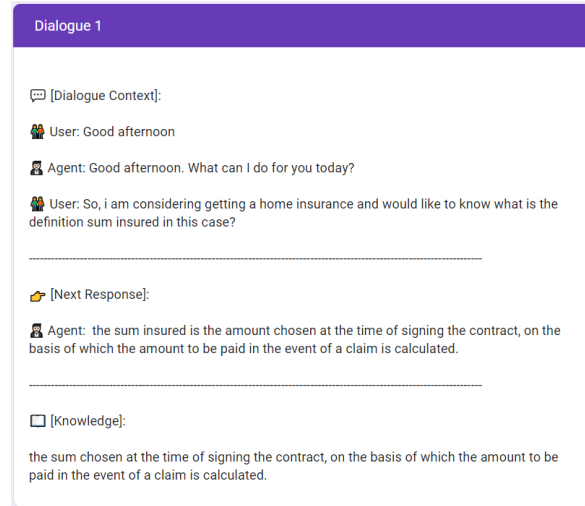 Dialogue 1
💬 [Dialogue Context]:
User: Good afternoon
Agent: Good afternoon. What can I do for you today?
User: So, i am considering getting a home insurance and would like to know what is the
definition sum insured in this case?
--------------------------------------------------------------------------------------------------------------------
👉 [Next Response]:
Agent:  the sum insured is the amount chosen at the time of signing the contract, on the
basis of which the amount to be paid in the event of a claim is calculated.
--------------------------------------------------------------------------------------------------------------------
📖 [Knowledge]:
the sum chosen at the time of signing the contract, on the basis of which the amount to be
paid in the event of a claim is calculated.